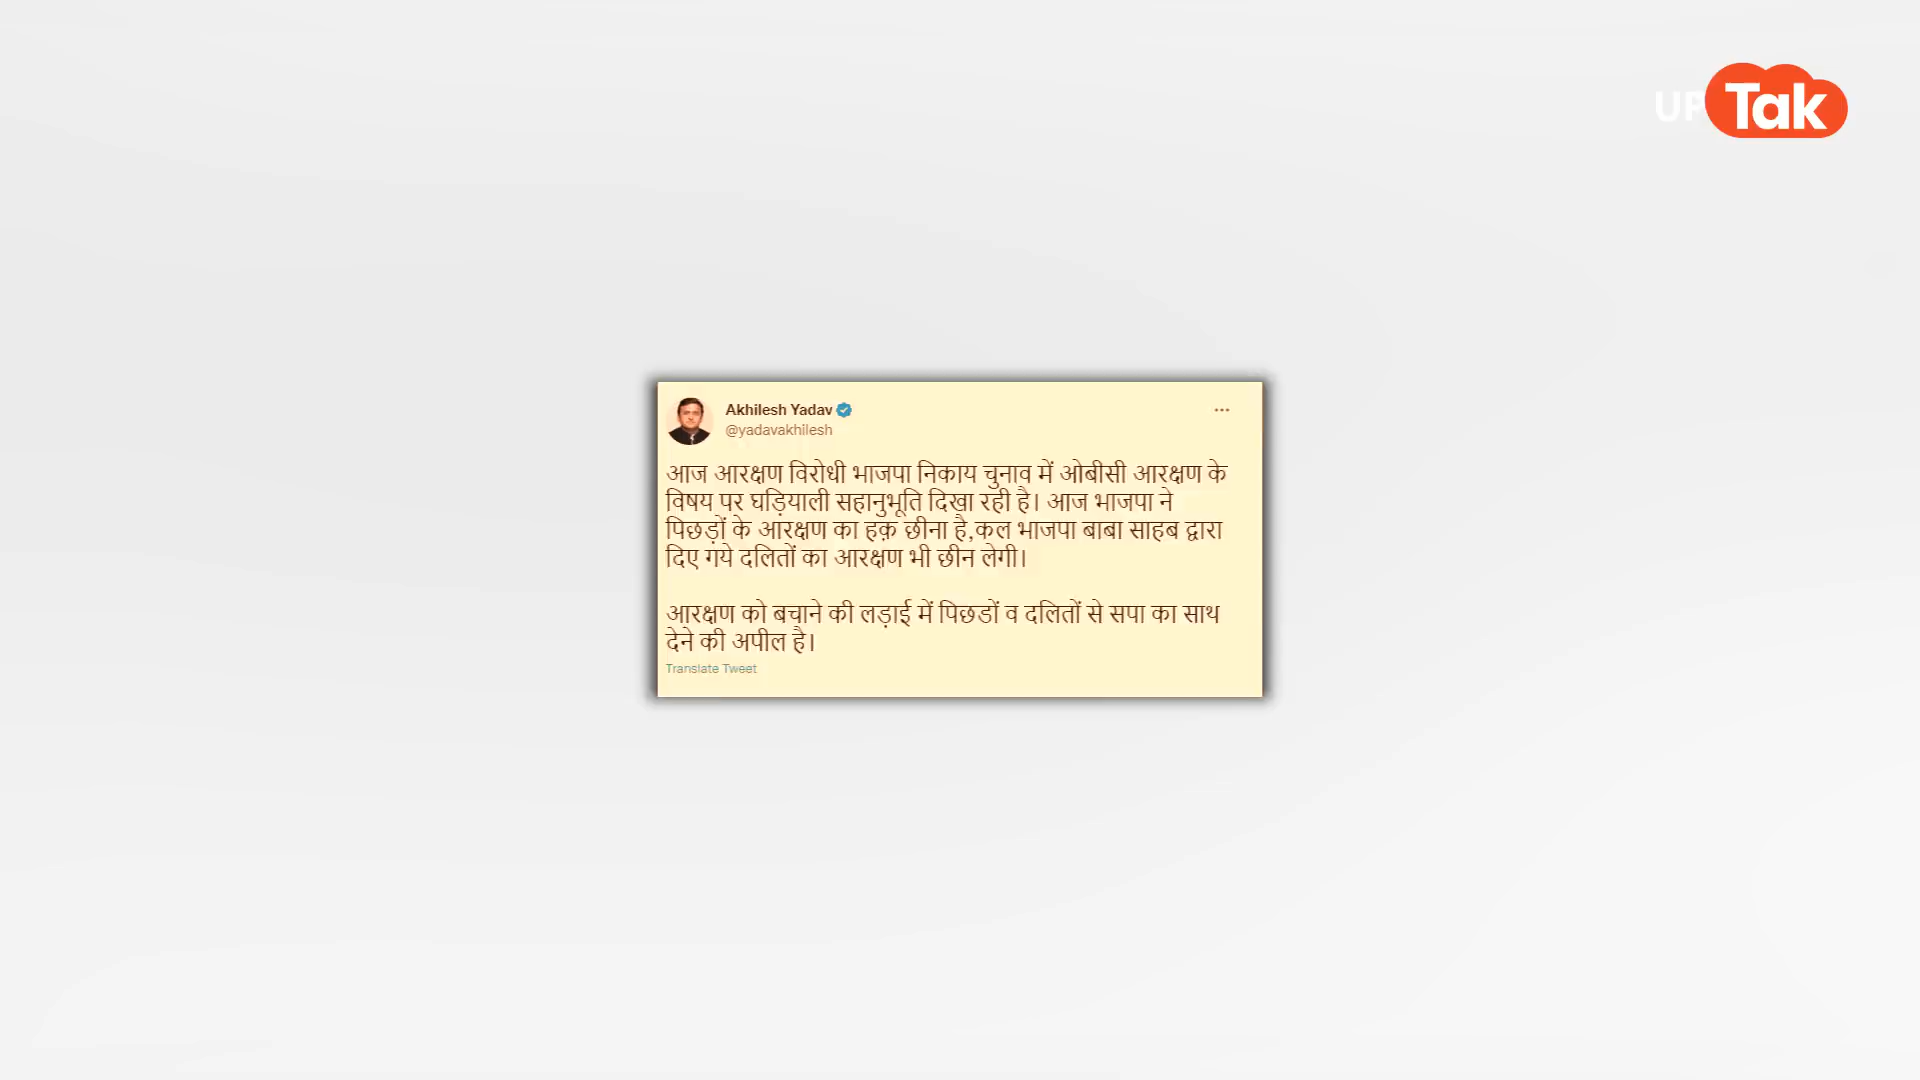 UP Tak
Akhilesh Yadav
@yadavakhilesh
आज आरक्षण विरोधी भाजपा निकाय चुनाव में ओबीसी आरक्षण के
विषय पर घड़ियाली सहानुभूति दिखा रही है। आज भाजपा ने
पिछड़ों के आरक्षण का हक़ छीना है,कल भाजपा बाबा साहब द्वारा
दिए गये दलितों का आरक्षण भी छीन लेगी।
आरक्षण को बचाने की लड़ाई में पिछडों व दलितों से सपा का साथ
देने की अपील है।
Translate Tweet